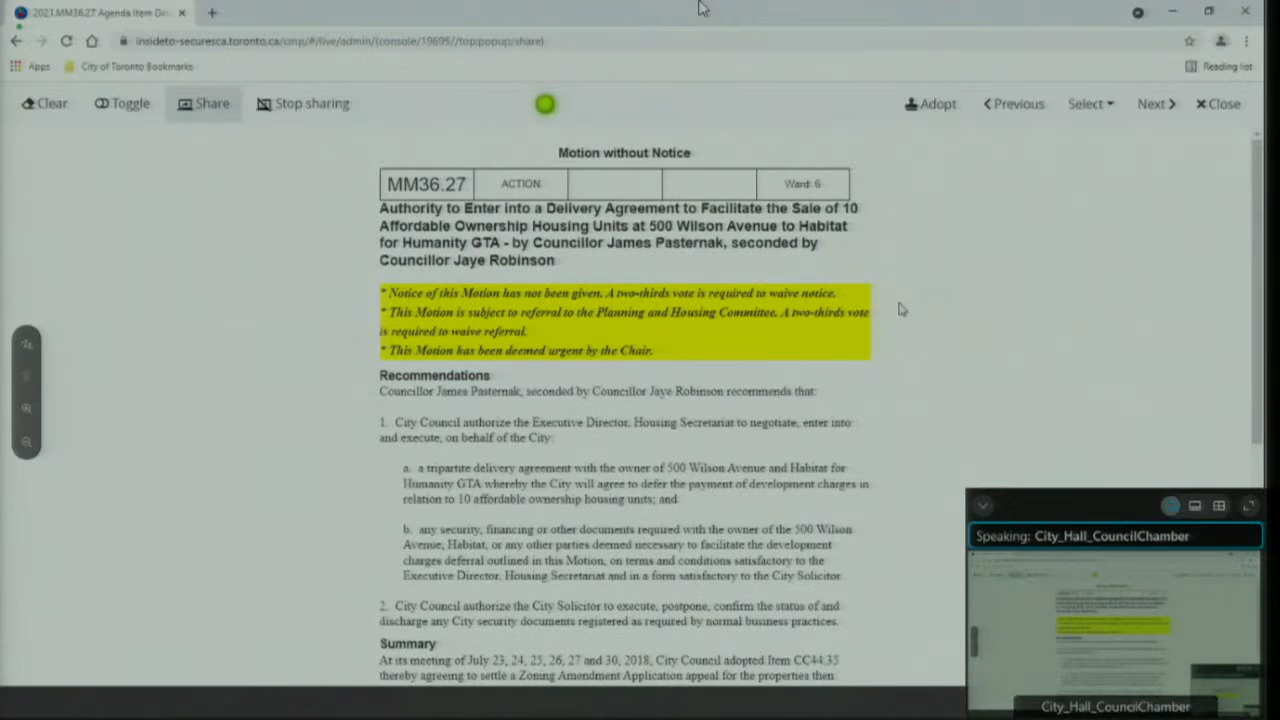 2021.MM36.27 Agenda Item Dis
insideto-securesca.toronto.ca/cmp/#/live/admin/(console/19695//top:popup/share)
Apps City of Toronto Bookmarks Reading list
Clear Toggle Share Stop sharing Adopt Previous Select Next Close
Motion without Notice
MM36.27 ACTION Ward: 6
Authority to Enter into a Delivery Agreement to Facilitate the Sale of 10
Affordable Ownership Housing Units at 500 Wilson Avenue to Habitat
for Humanity GTA - by Councillor James Pasternak, seconded by
Councillor Jaye Robinson
* Notice of this Motion has not been given. A two-thirds vote is required to waive notice.
* This Motion is subject to referral to the Planning and Housing Committee. A two-thirds vote
is required to waive referral.
* This Motion has been deemed urgent by the Chair.
Recommendations
Councillor James Pasternak, seconded by Councillor Jaye Robinson recommends that:
1. City Council authorize the Executive Director, Housing Secretariat to negotiate, enter into
and execute, on behalf of the City:
a. a tripartite delivery agreement with the owner of 500 Wilson Avenue and Habitat for
Humanity GTA whereby the City will agree to defer the payment of development charges in
relation to 10 affordable ownership housing units; and
b. any security, financing or other documents required with the owner of the 500 Wilson
Avenue, Habitat, or any other parties deemed necessary to facilitate the development
charges deferral outlined in this Motion, on terms and conditions satisfactory to the
Executive Director, Housing Secretariat and in a form satisfactory to the City Solicitor
2. City Council authorize the City Solicitor to execute, postpone, confirm the status of and
discharge any City security documents registered as required by normal business practices.
Summary
At its meeting of July 23, 24, 25, 26, 27 and 30, 2018, City Council adopted Item CC44.35
thereby agreeing to settle a Zoning Amendment Application appeal for the properties then
Speaking: City_Hall_CouncilChamber
City_Hall_CouncilChamber